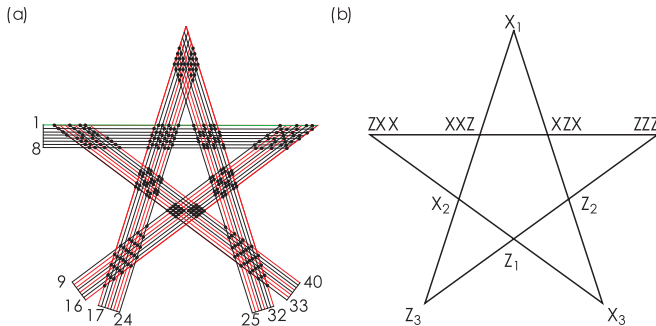 (a)
(b)
X₁
1
ZXX XXZ XZX ZZZ
8
X₂ Z₂
Z₁
9 40
16 33
17 32
24 25
Z₃ X₃